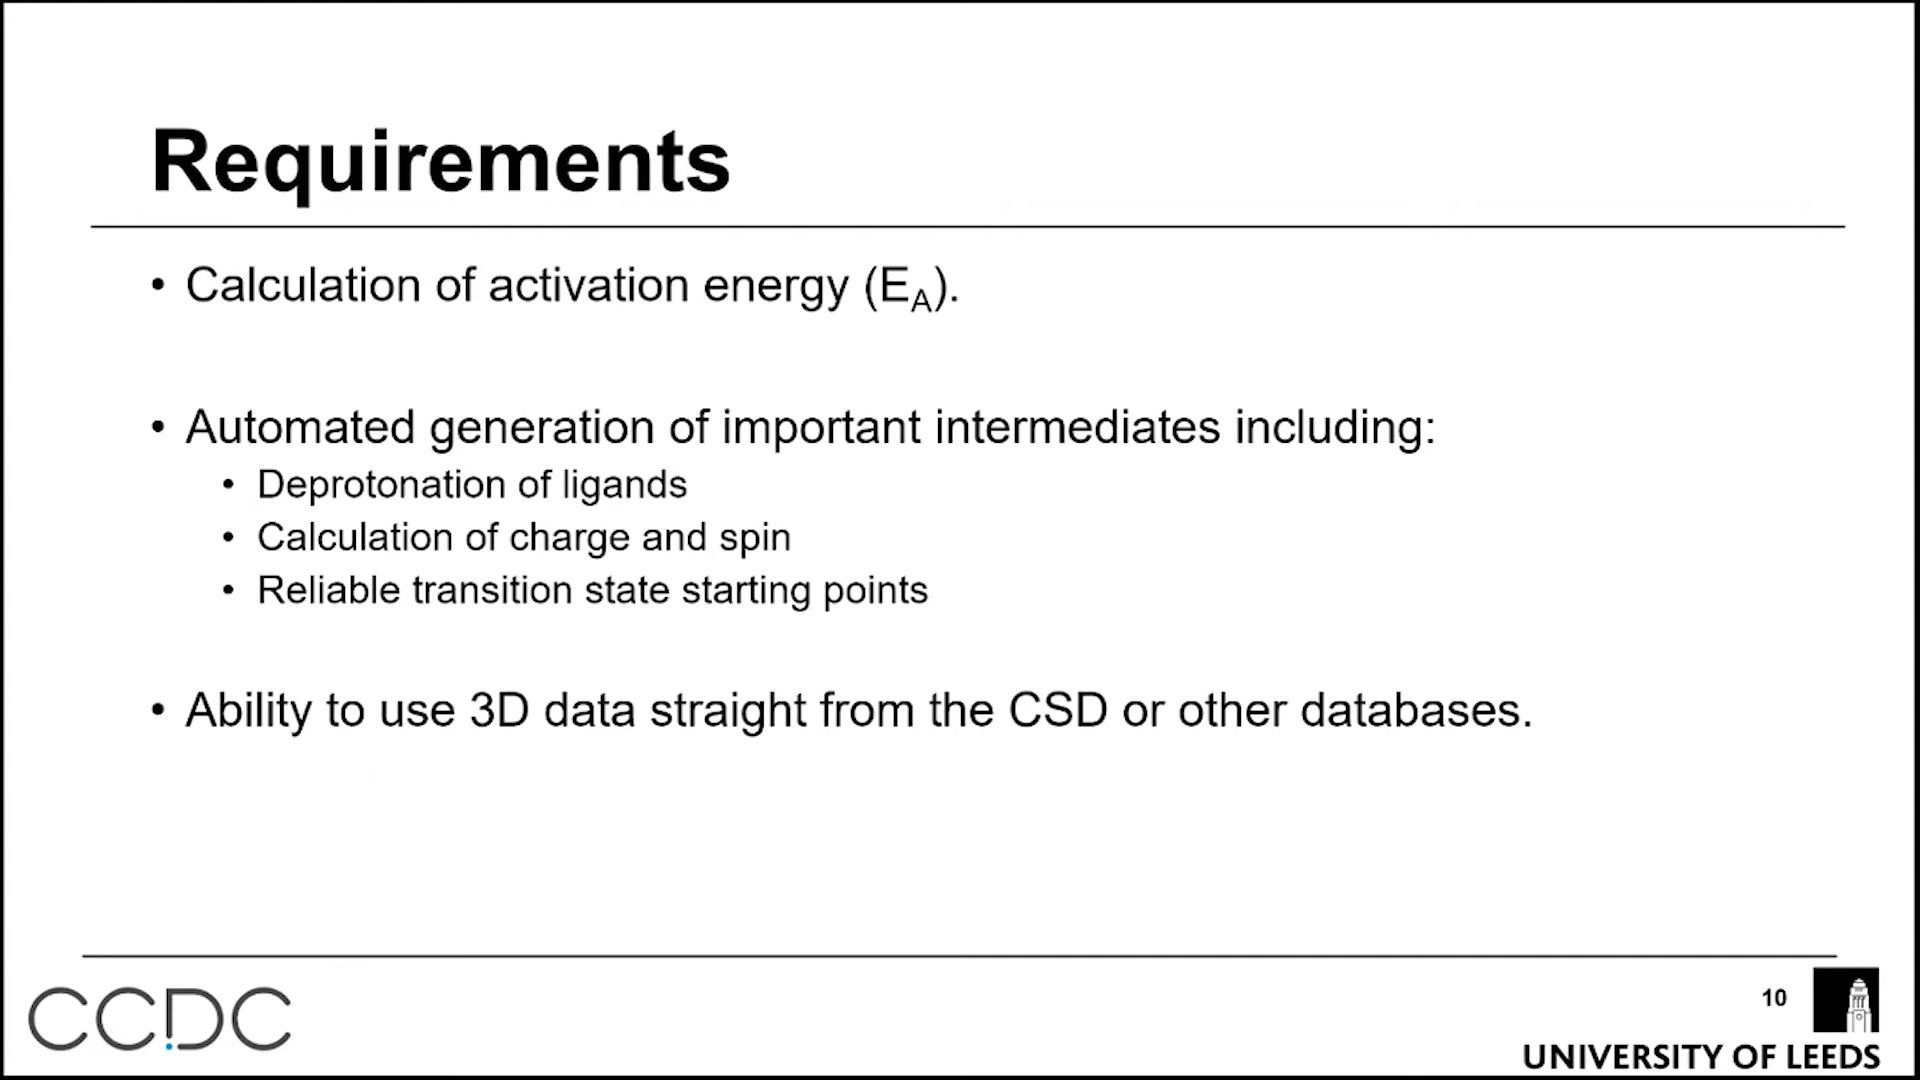 Requirements
• Calculation of activation energy (EA).
• Automated generation of important intermediates including:
• Deprotonation of ligands
• Calculation of charge and spin
• Reliable transition state starting points
• Ability to use 3D data straight from the CSD or other databases.
CCDC
10
UNIVERSITY OF LEEDS